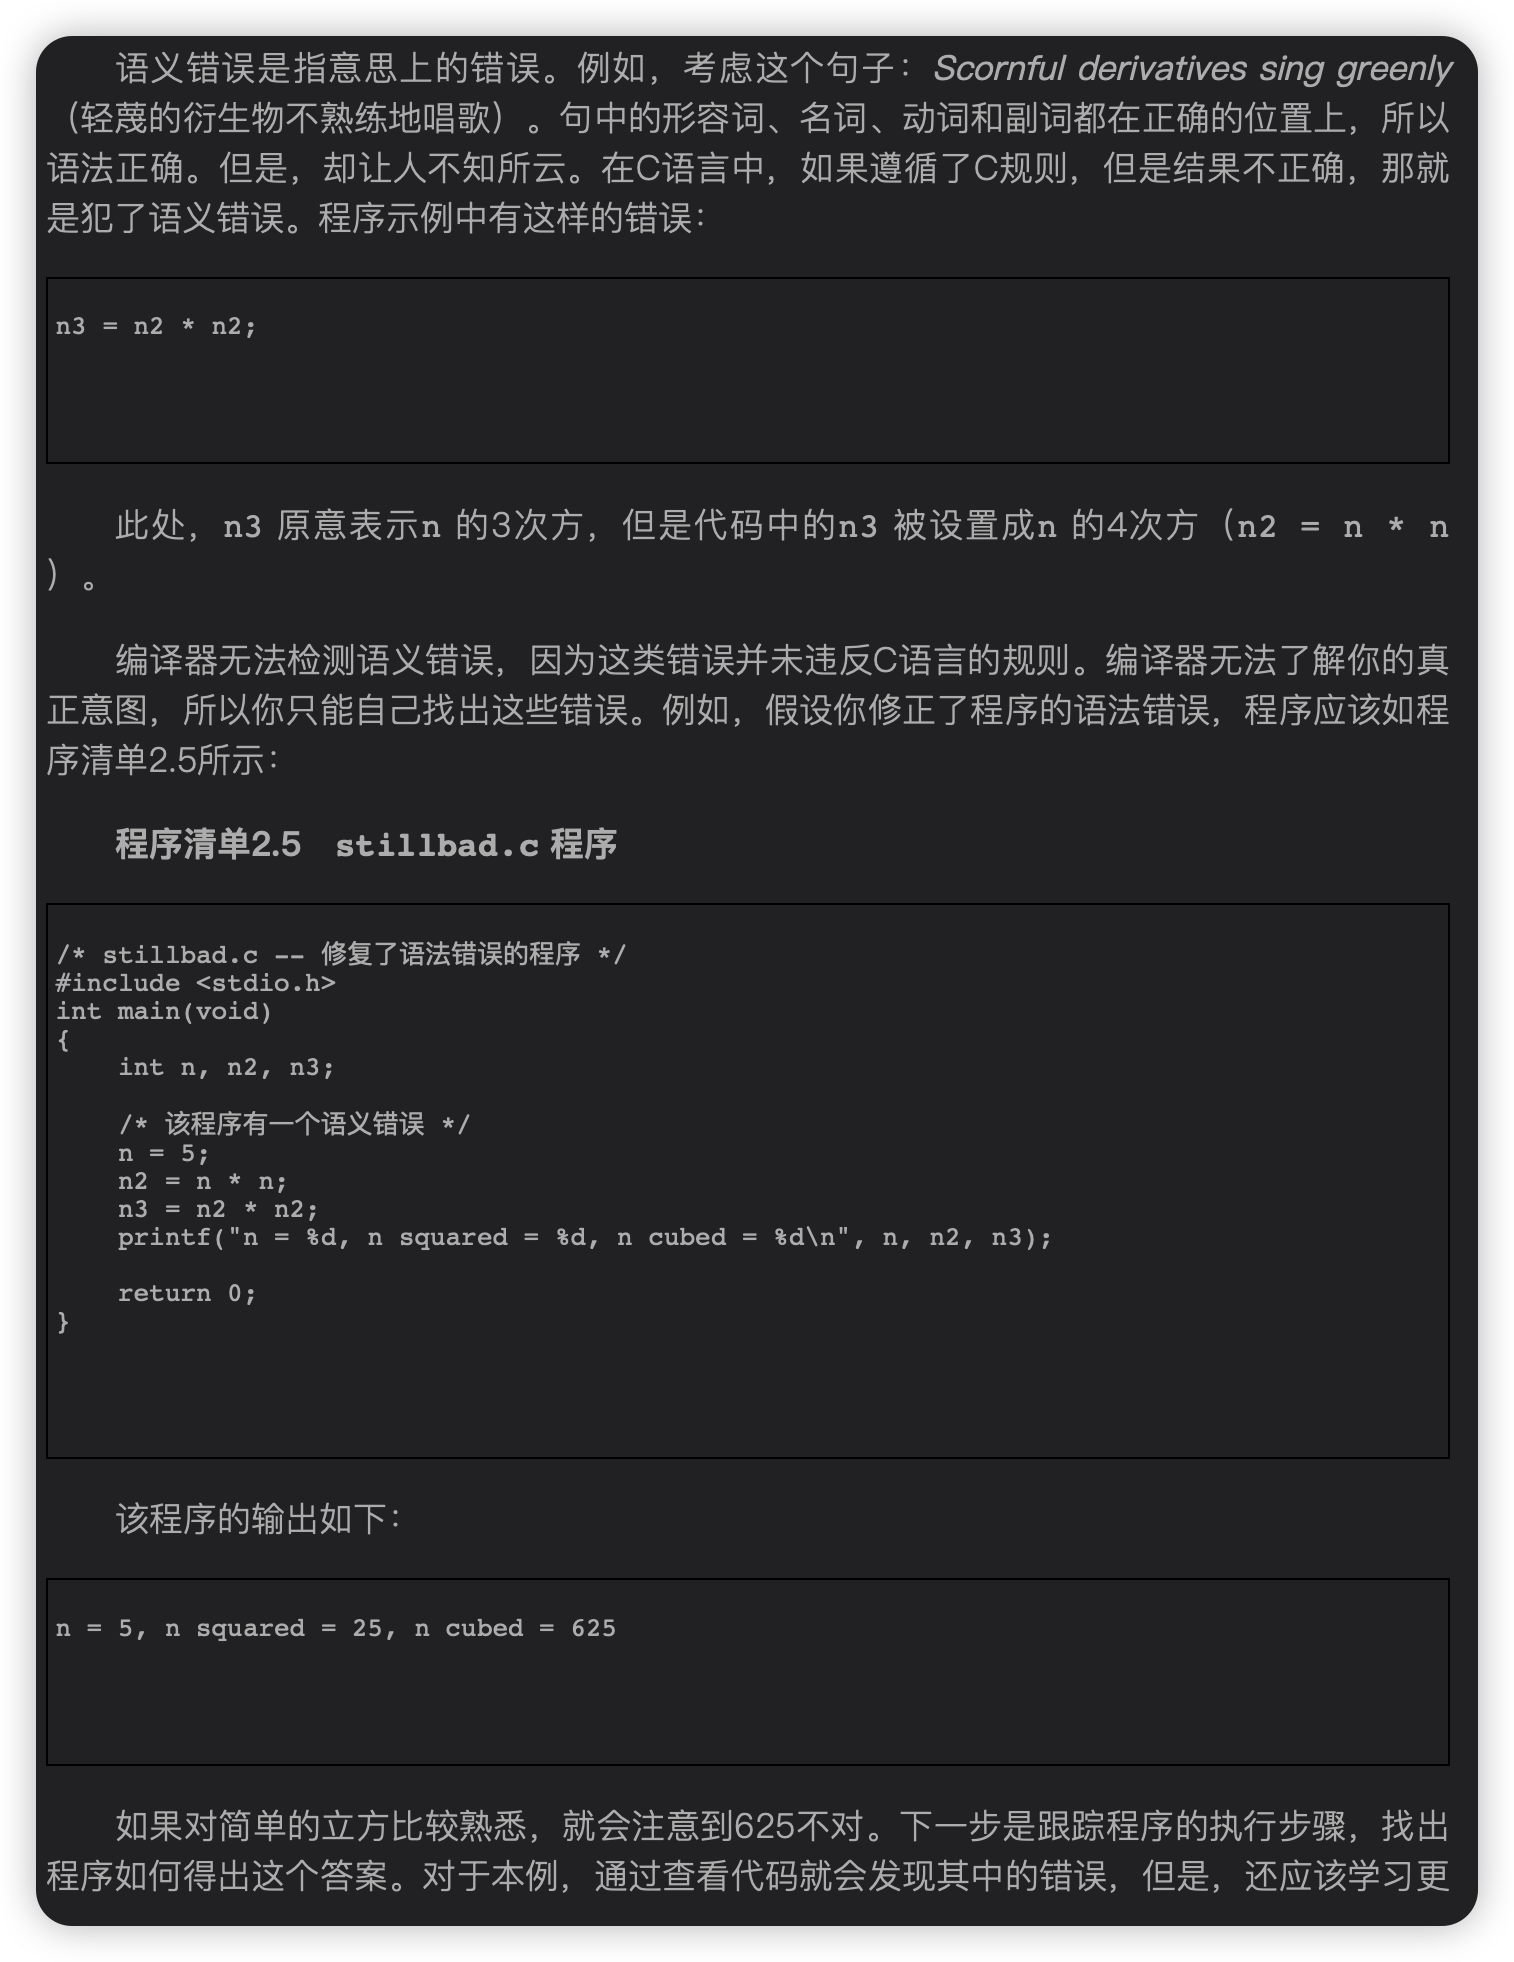 语义错误是指意思上的错误。例如，考虑这个句子：Scornful derivatives sing greenly
（轻蔑的衍生物不熟练地唱歌）。句中的形容词、名词、动词和副词都在正确的位置上，所以
语法正确。但是，却让人不知所云。在C语言中，如果遵循了C规则，但是结果不正确，那就
是犯了语义错误。程序示例中有这样的错误：
n3 = n2 * n2;
此处，n3 原意表示n 的3次方，但是代码中的n3 被设置成n 的4次方（n2 = n * n
）。
编译器无法检测语义错误，因为这类错误并未违反C语言的规则。编译器无法了解你的真
正意图，所以你只能自己找出这些错误。例如，假设你修正了程序的语法错误，程序应该如程
序清单2.5所示：
程序清单2.5　stillbad.c 程序
/* stillbad.c -- 修复了语法错误的程序 */
#include <stdio.h>
int main(void)
{
    int n, n2, n3;
    /* 该程序有一个语义错误 */
    n = 5;
    n2 = n * n;
    n3 = n2 * n2;
    printf("n = %d, n squared = %d, n cubed = %d\n", n, n2, n3);
    return 0;
}
该程序的输出如下：
n = 5, n squared = 25, n cubed = 625
如果对简单的立方比较熟悉，就会注意到625不对。下一步是跟踪程序的执行步骤，找出
程序如何得出这个答案。对于本例，通过查看代码就会发现其中的错误，但是，还应该学习更